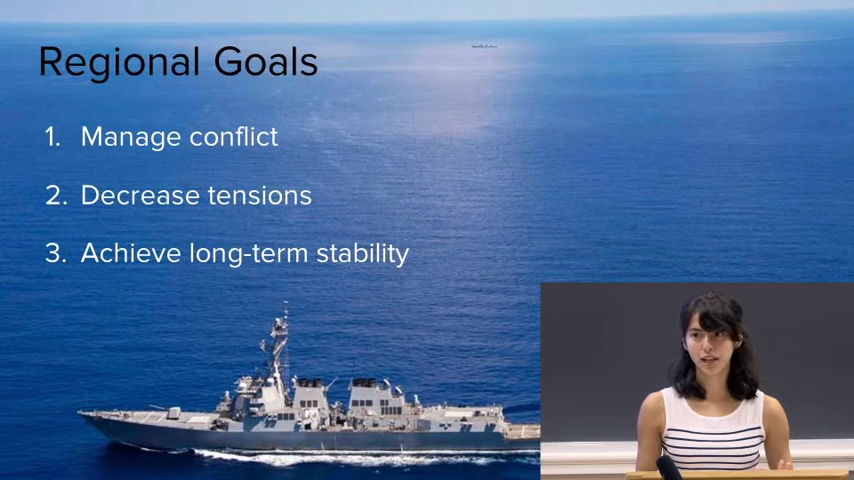 Regional Goals
1. Manage conflict
2. Decrease tensions
3. Achieve long-term stability